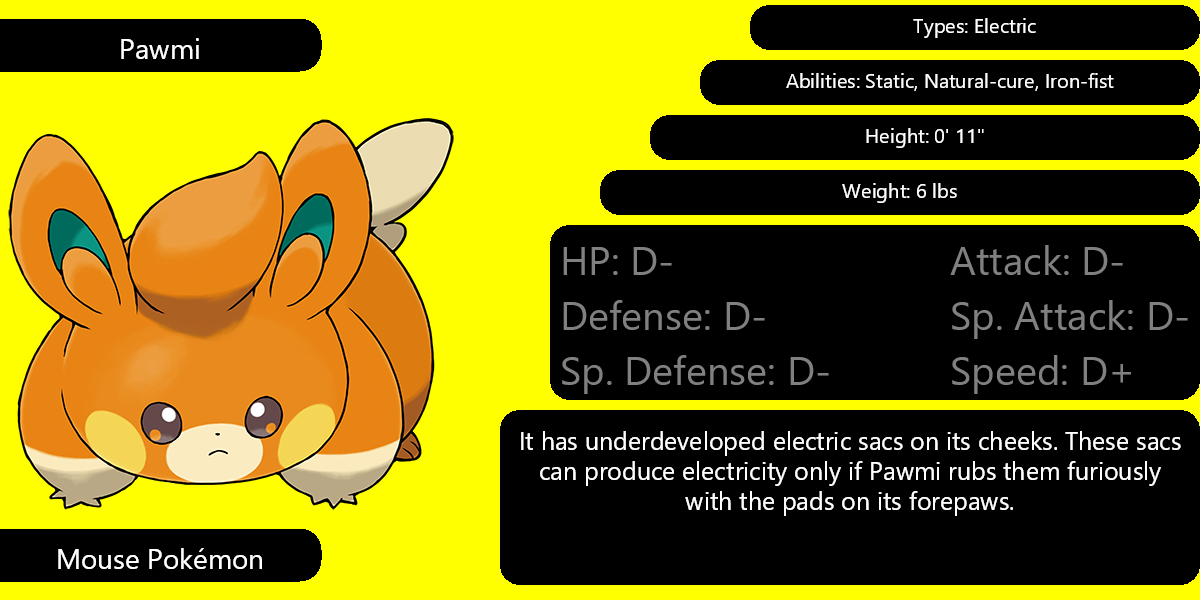 Pawmi
Types: Electric
Abilities: Static, Natural-cure, Iron-fist
Height: 0' 11"
Weight: 6 lbs
HP: D-
Attack: D-
Defense: D-
Sp. Attack: D-
Sp. Defense: D-
Speed: D+
It has underdeveloped electric sacs on its cheeks. These sacs
can produce electricity only if Pawmi rubs them furiously
with the pads on its forepaws.
Mouse Pokémon